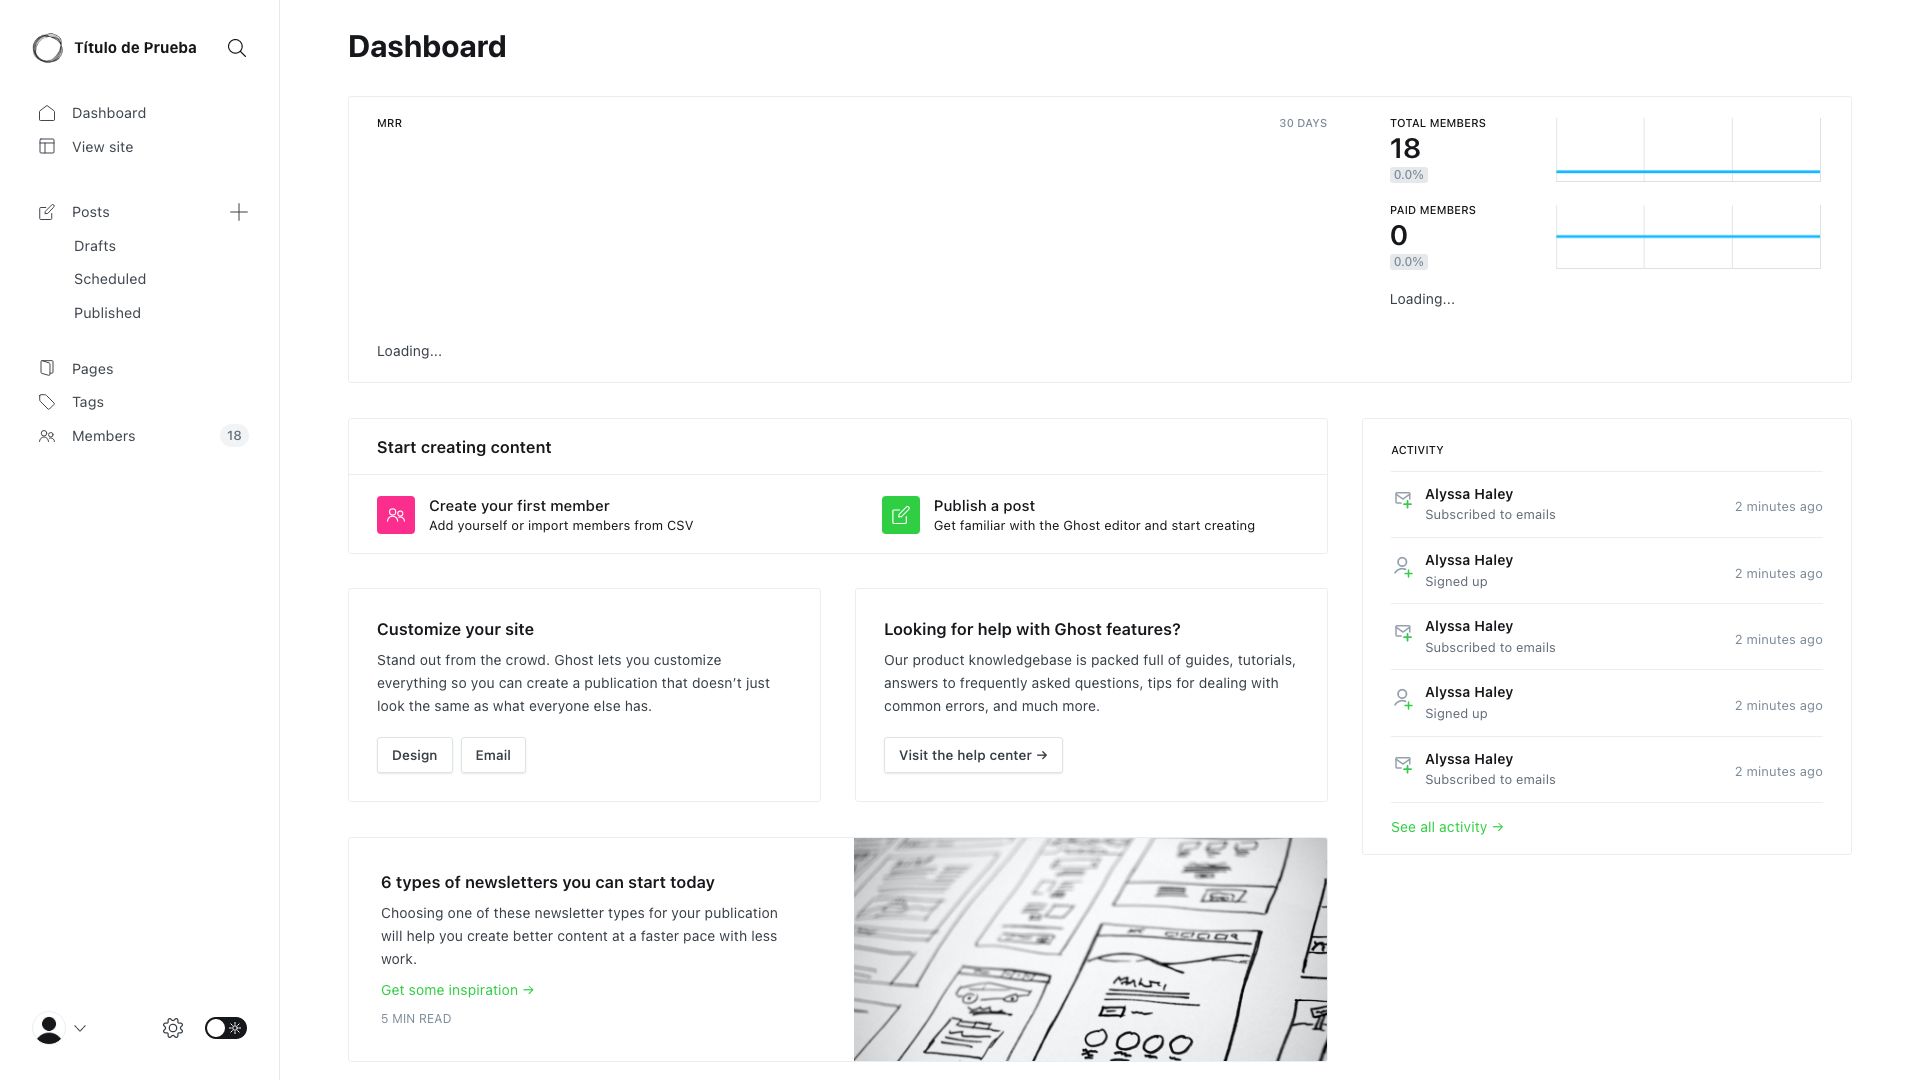 Título de Prueba
Dashboard
View site
Posts
Drafts
Scheduled
Published
Pages
Tags
Members
18
Dashboard
MRR
30 DAYS
Loading...
TOTAL MEMBERS
18
0.0%
PAID MEMBERS
0
0.0%
Loading...
Start creating content
Create your first member
Add yourself or import members from CSV
Publish a post
Get familiar with the Ghost editor and start creating
Customize your site
Stand out from the crowd. Ghost lets you customize
everything so you can create a publication that doesn’t just
look the same as what everyone else has.
Design
Email
Looking for help with Ghost features?
Our product knowledgebase is packed full of guides, tutorials,
answers to frequently asked questions, tips for dealing with
common errors, and much more.
Visit the help center →
6 types of newsletters you can start today
Choosing one of these newsletter types for your publication
will help you create better content at a faster pace with less
work.
Get some inspiration →
5 MIN READ
ACTIVITY
Alyssa Haley
Subscribed to emails
2 minutes ago
Alyssa Haley
Signed up
2 minutes ago
Alyssa Haley
Subscribed to emails
2 minutes ago
Alyssa Haley
Signed up
2 minutes ago
Alyssa Haley
Subscribed to emails
2 minutes ago
See all activity →